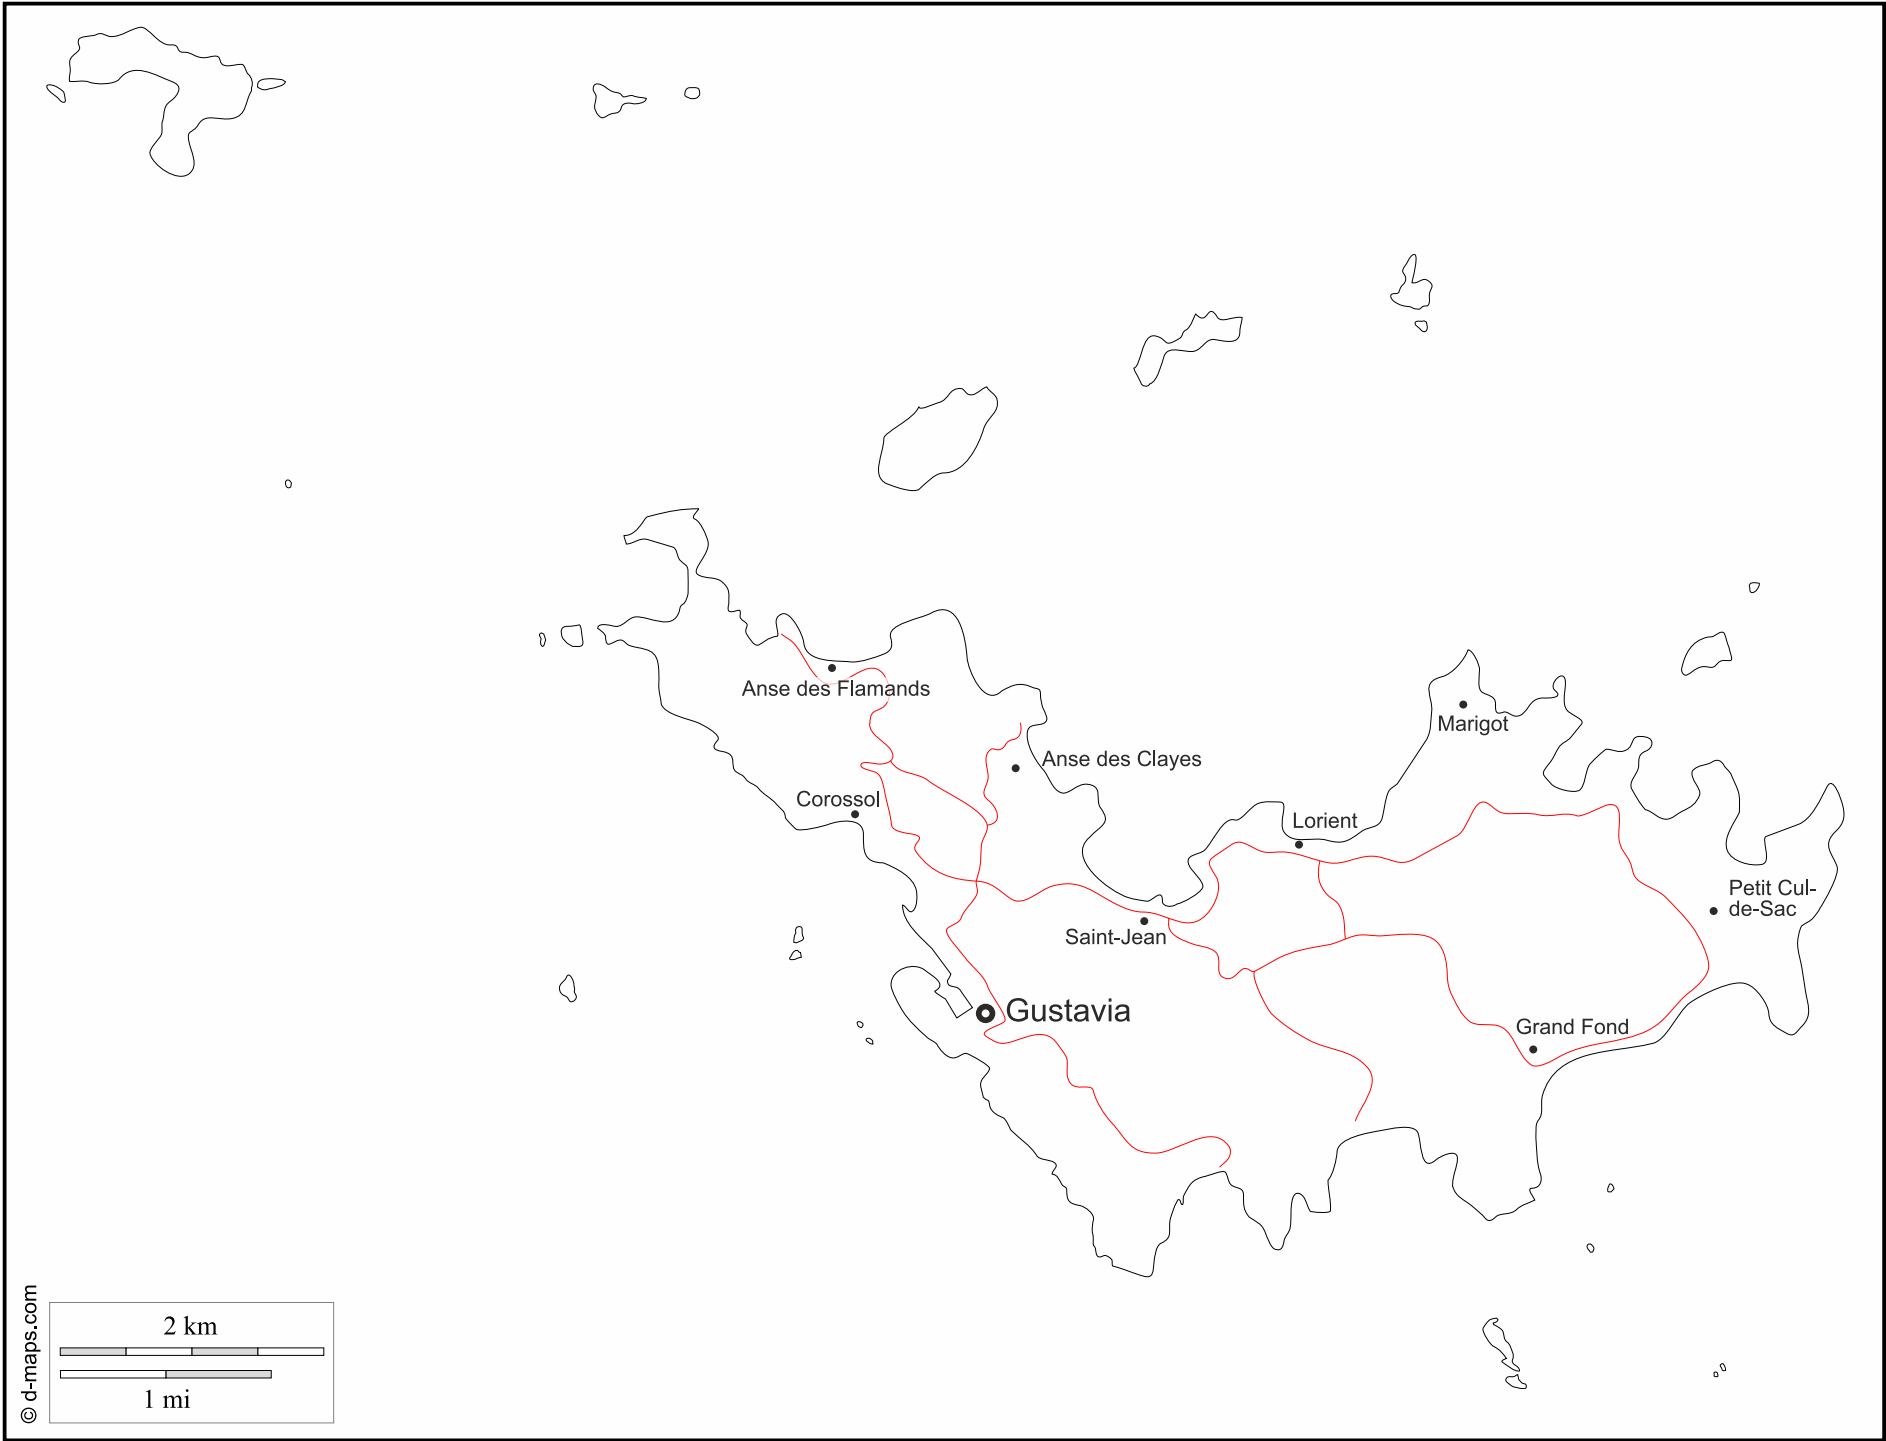 Anse des Flamands
Marigot
Anse des Clayes
Corossol
Lorient
Petit Cul-
de-Sac
Saint-Jean
Gustavia
Grand Fond
2 km
1 mi
© d-maps.com